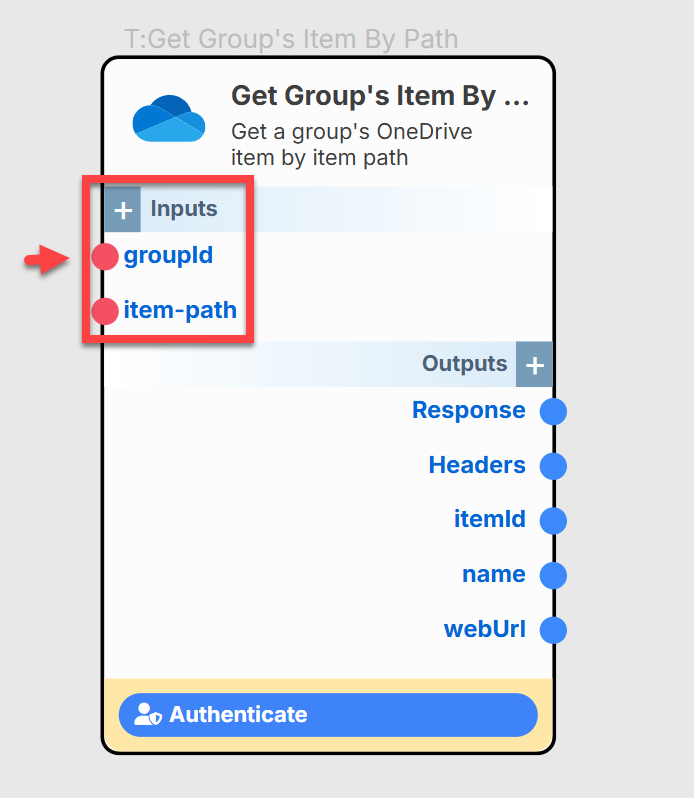 T:Get Group's Item By Path
Get Group's Item By ...
Get a group's OneDrive
item by item path
+ Inputs
groupId
item-path
Outputs +
Response
Headers
itemId
name
webUrl
Authenticate